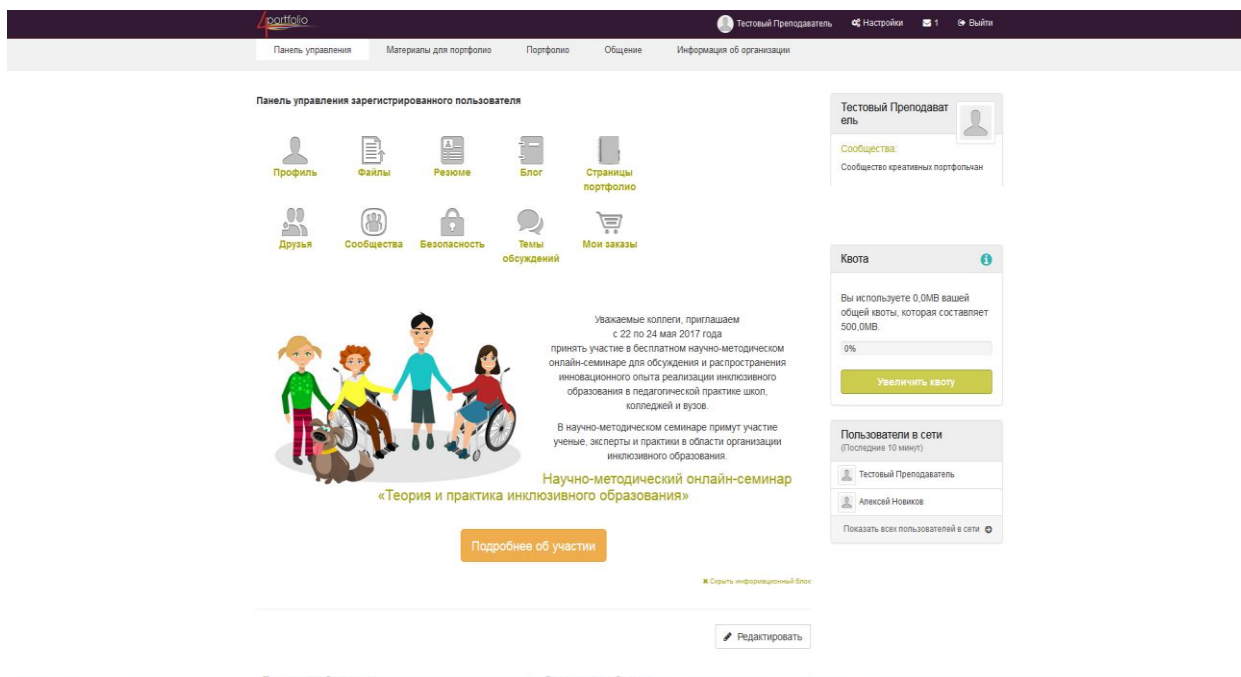 4portfolio
Тестовый Преподаватель Настройки 1 Выйти
Панель управления Материалы для портфолио Портфолио Общение Информация об организации
Панель управления зарегистрированного пользователя
Профиль Файлы Резюме Блог Страницы
портфолио
Друзья Сообщества Безопасность Темы Мои заказы
обсуждений
Уважаемые коллеги, приглашаем
с 22 по 24 мая 2017 года
принять участие в бесплатном научно-методическом
онлайн-семинаре для обсуждения и распространения
инновационного опыта реализации инклюзивного
образования в педагогической практике школ,
колледжей и вузов.
В научно-методическом семинаре примут участие
ученые, эксперты и практики в области организации
инклюзивного образования.
Научно-методический онлайн-семинар
«Теория и практика инклюзивного образования»
Подробнее об участии
Скрыть информационный блок
Редактировать
Тестовый Преподават
ель
Сообщества:
Сообщество креативных портфольчан
Квота
Вы используете 0,0MB вашей
общей квоты, которая составляет
500,0MB.
0%
Увеличить квоту
Пользователи в сети
(Последние 10 минут)
Тестовый Преподаватель
Алексей Новиков
Показать всех пользователей в сети